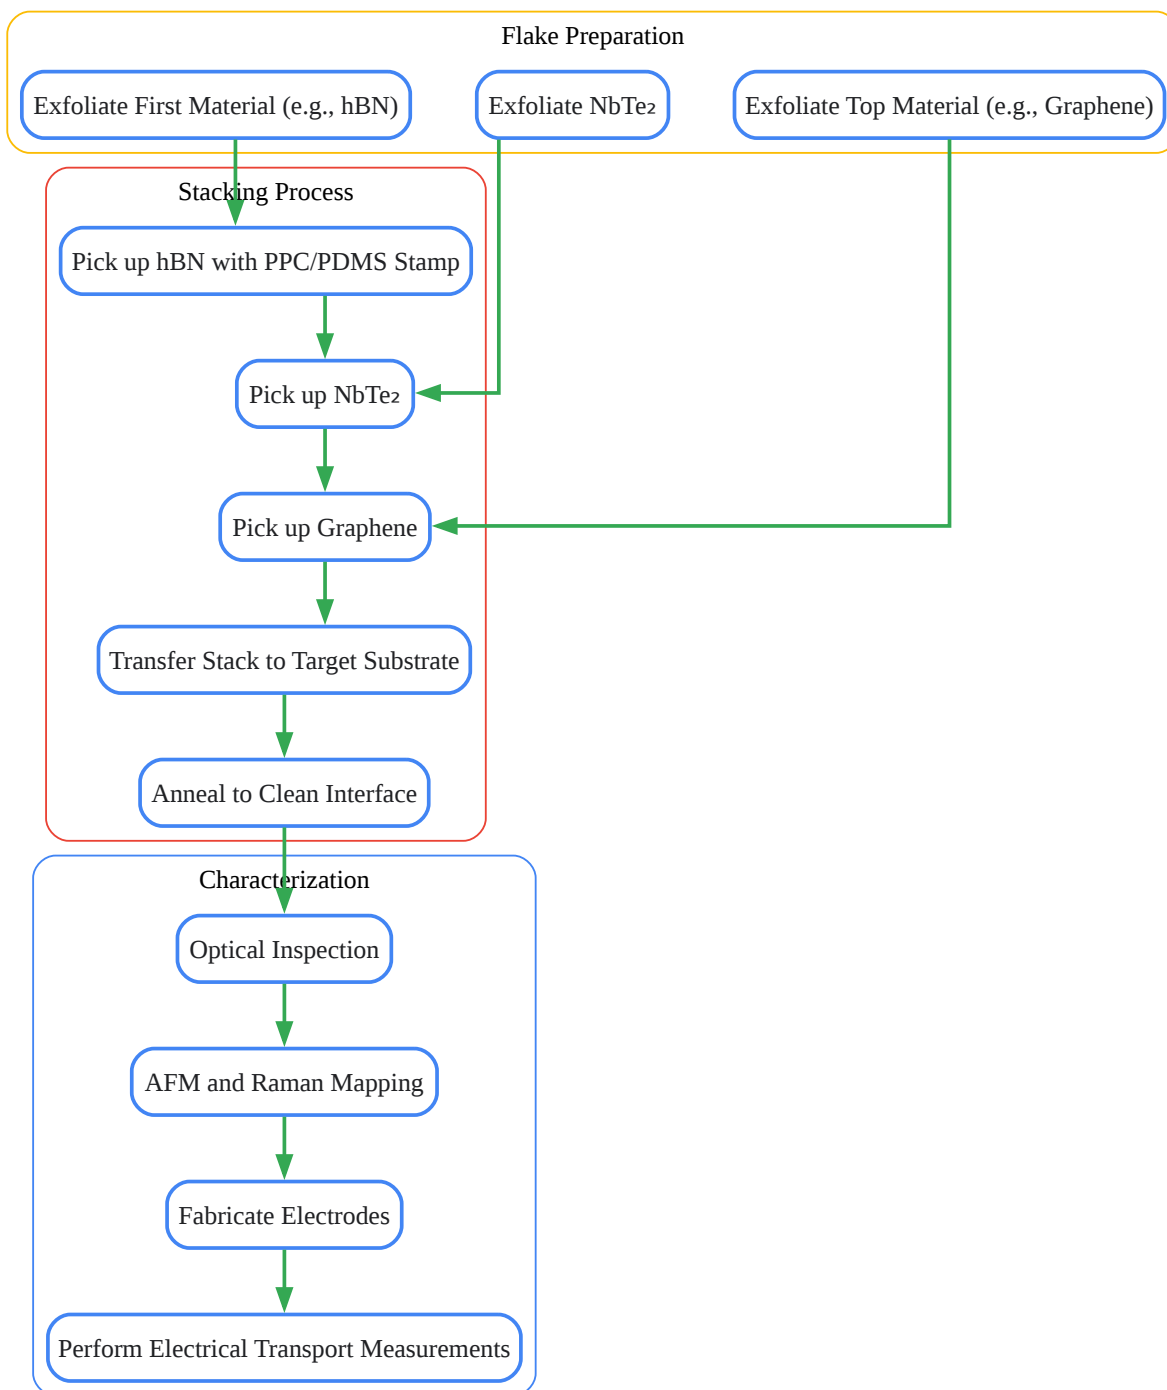 Flake Preparation
Exfoliate First Material (e.g., hBN)
Exfoliate NbTe₂
Exfoliate Top Material (e.g., Graphene)
Stacking Process
Pick up hBN with PPC/PDMS Stamp
Pick up NbTe₂
Pick up Graphene
Transfer Stack to Target Substrate
Anneal to Clean Interface
Characterization
Optical Inspection
AFM and Raman Mapping
Fabricate Electrodes
Perform Electrical Transport Measurements